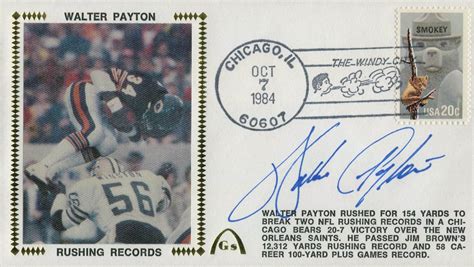 WALTER PAYTON
34
56
RUSHING RECORDS
CHICAGO, IL
OCT
7
1984
60607
THE WINDY CITY
SMOKEY
USA 20c
Walter Payton
Gs
WALTER PAYTON RUSHED FOR 154 YARDS TO
BREAK TWO NFL RUSHING RECORDS IN A CHI-
CAGO BEARS 20-7 VICTORY OVER THE NEW
ORLEANS SAINTS. HE PASSED JIM BROWN'S
12,312 YARDS RUSHING RECORD AND 58 CA-
REER 100-YARD PLUS GAMES RECORD.